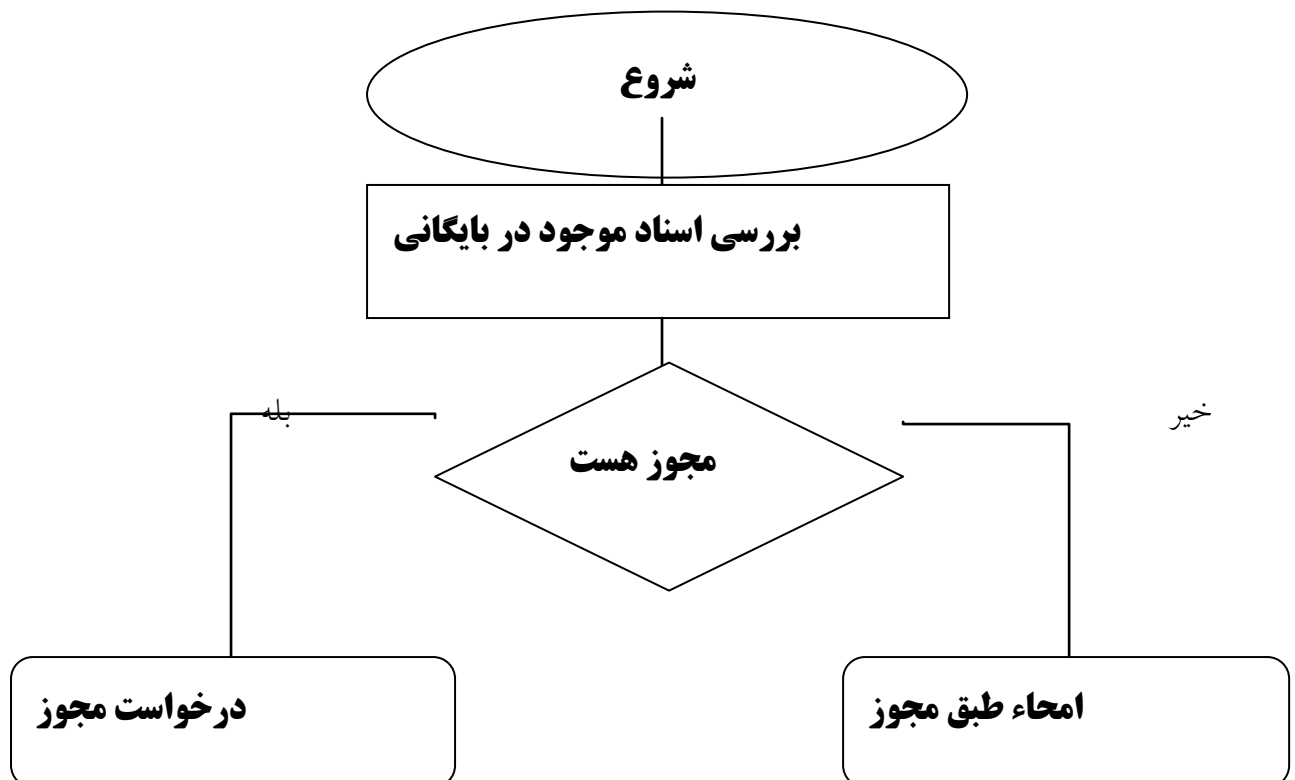 شروع
بررسی اسناد موجود در بایگانی
خیر
بله
مجوز هست
امحاء طبق مجوز
درخواست مجوز